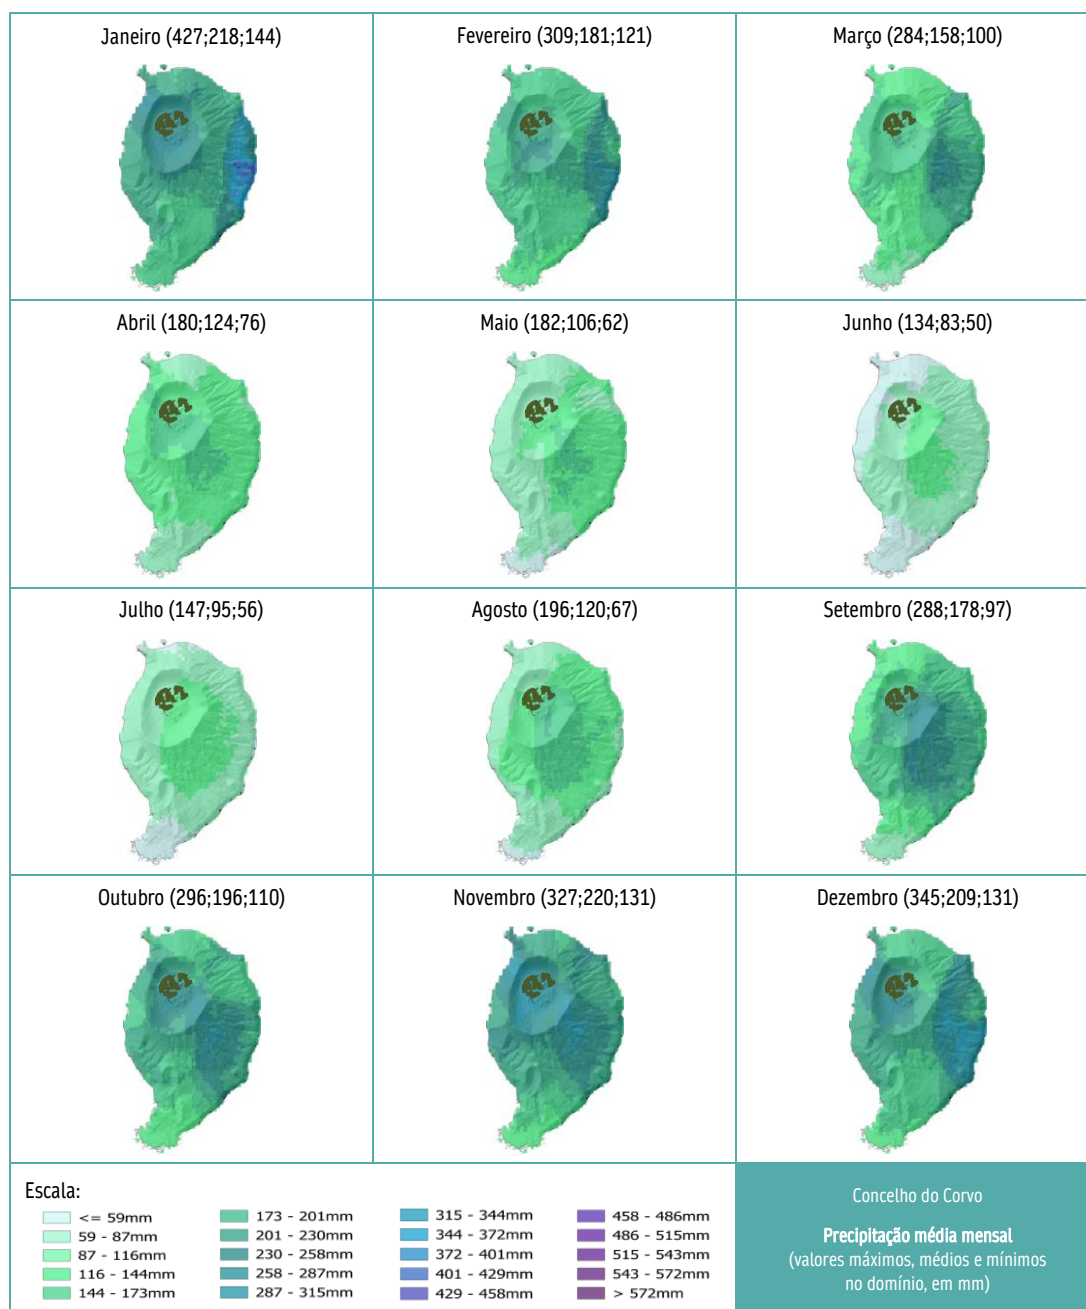 Janeiro (427;218;144)
Fevereiro (309;181;121)
Março (284;158;100)
Abril (180;124;76)
Maio (182;106;62)
Junho (134;83;50)
Julho (147;95;56)
Agosto (196;120;67)
Setembro (288;178;97)
Outubro (296;196;110)
Novembro (327;220;131)
Dezembro (345;209;131)
Escala:
<= 59mm
59 - 87mm
87 - 116mm
116 - 144mm
144 - 173mm
173 - 201mm
201 - 230mm
230 - 258mm
258 - 287mm
287 - 315mm
315 - 344mm
344 - 372mm
372 - 401mm
401 - 429mm
429 - 458mm
458 - 486mm
486 - 515mm
515 - 543mm
543 - 572mm
> 572mm
Concelho do Corvo
Precipitação média mensal
(valores máximos, médios e mínimos
no domínio, em mm)